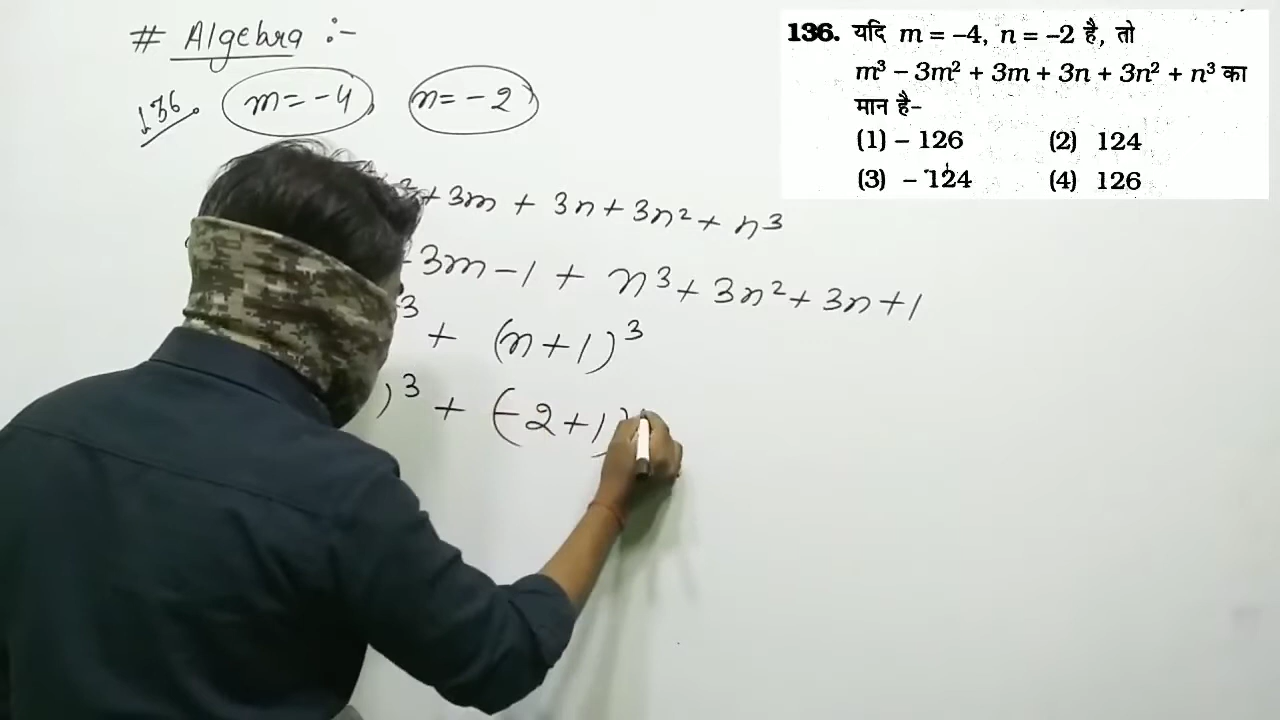 # Algebra :-
136. m = -4, n = -2
+ 3m + 3n + 3n² + n³
3m - 1 + n³ + 3n² + 3n + 1
³ + (n + 1)³
)³ + (-2 + 1)
136. यदि m = –4, n = –2 है, तो
m³ – 3m² + 3m + 3n + 3n² + n³ का
मान है–
(1) – 126 (2) 124
(3) – 124 (4) 126